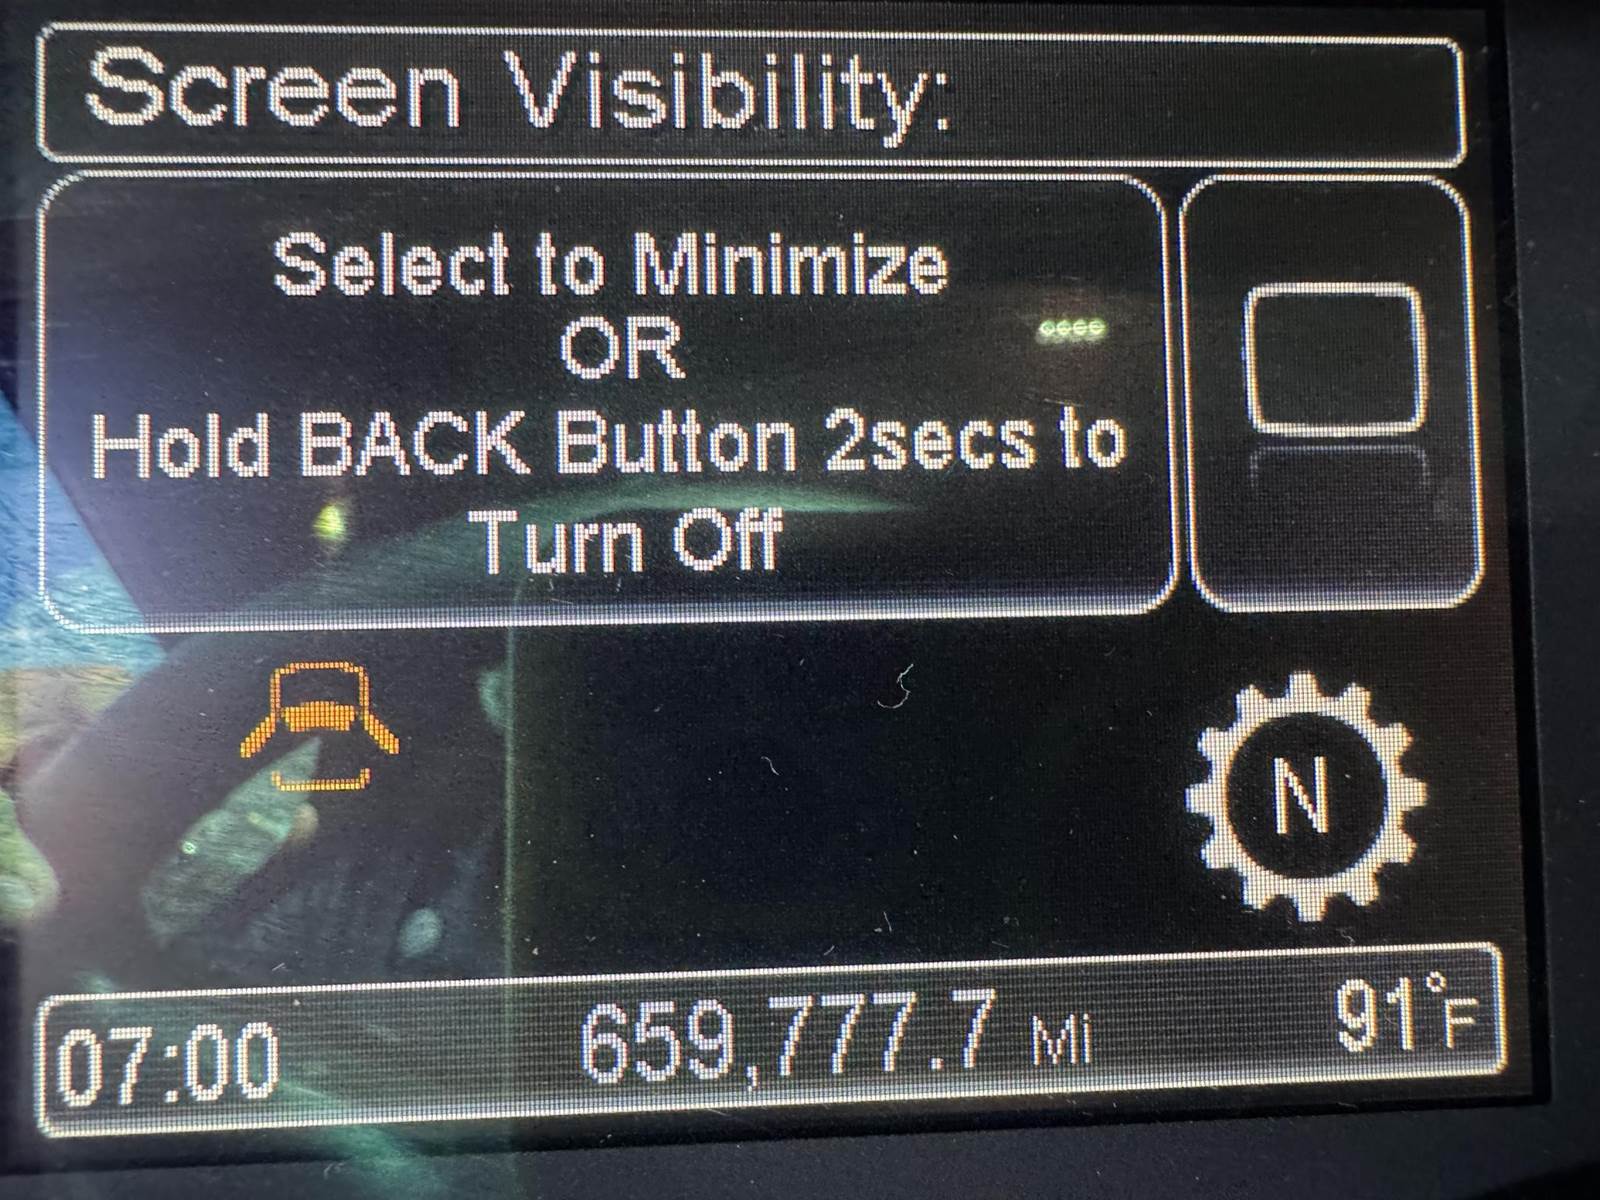 Screen Visibility:
Select to Minimize
OR
Hold BACK Button 2secs to
Turn Off
N
07:00 659,777.7 Mi 91°F